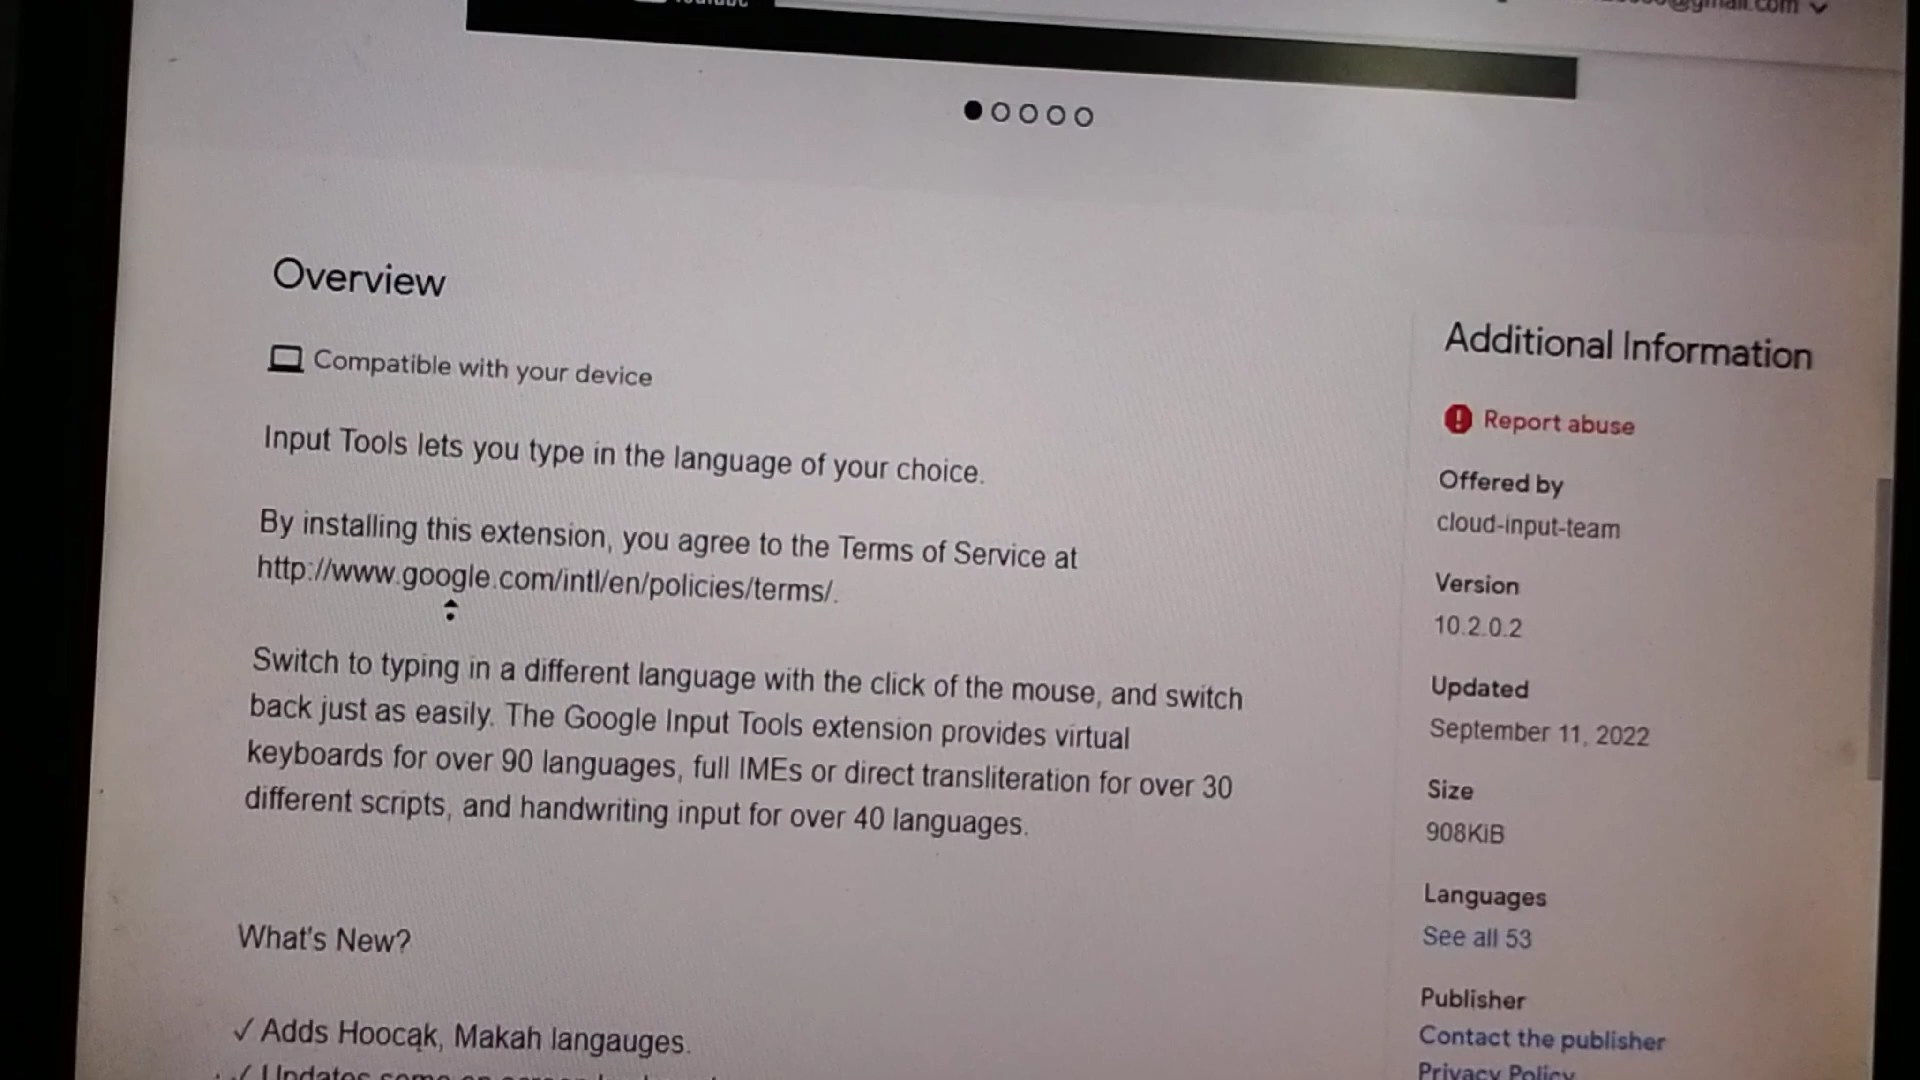 Overview
Compatible with your device
Input Tools lets you type in the language of your choice.
By installing this extension, you agree to the Terms of Service at
http://www.google.com/intl/en/policies/terms/.
Switch to typing in a different language with the click of the mouse, and switch
back just as easily. The Google Input Tools extension provides virtual
keyboards for over 90 languages, full IMEs or direct transliteration for over 30
different scripts, and handwriting input for over 40 languages.
What's New?
✓ Adds Hoocąk, Makah langauges.
Additional Information
Report abuse
Offered by
cloud-input-team
Version
10.2.0.2
Updated
September 11, 2022
Size
908KiB
Languages
See all 53
Publisher
Contact the publisher
Privacy Policy